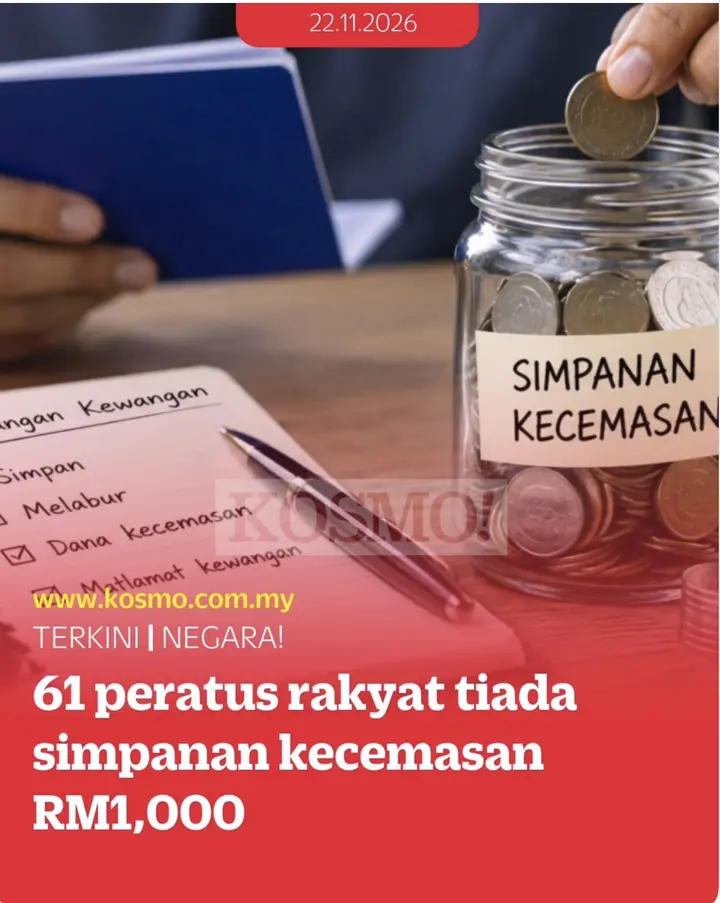 22.11.2026
SIMPANAN
KECEMASAN
ngan Kewangan
Simpan
Melabur
Dana kecemasan
Matlamat kewangan
KOSMO!
www.kosmo.com.my
TERKINI | NEGARA!
61 peratus rakyat tiada
simpanan kecemasan
RM1,000